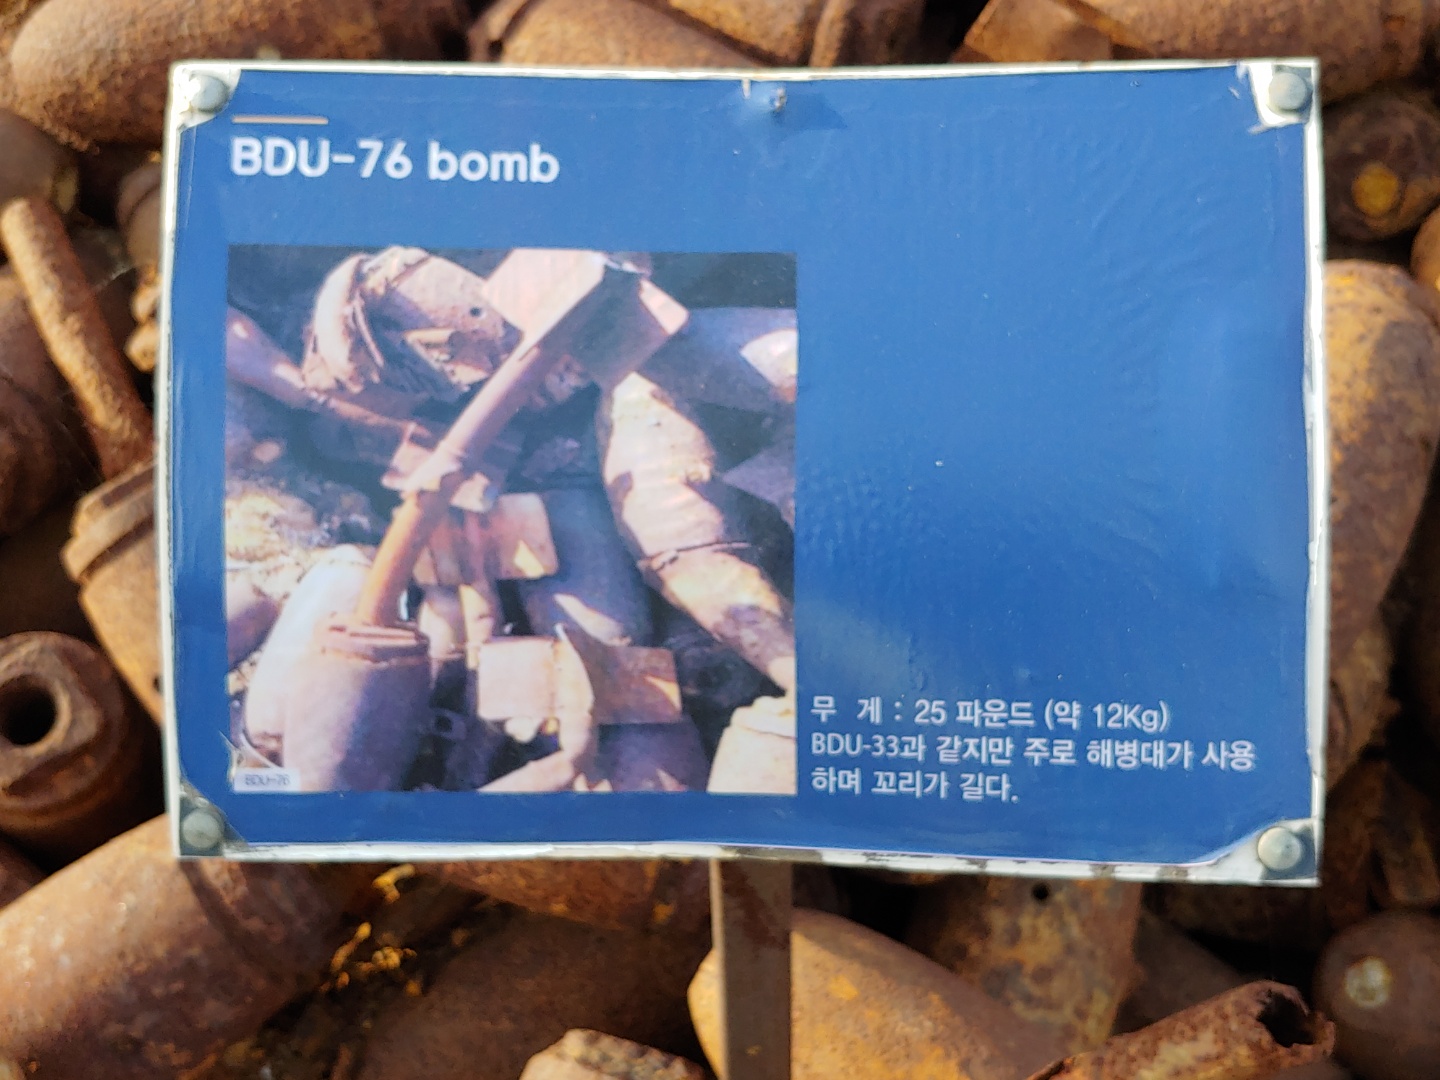 BDU-76 bomb
BDU-76
무 게 : 25 파운드 (약 12Kg)
BDU-33과 같지만 주로 해병대가 사용
하며 꼬리가 길다.